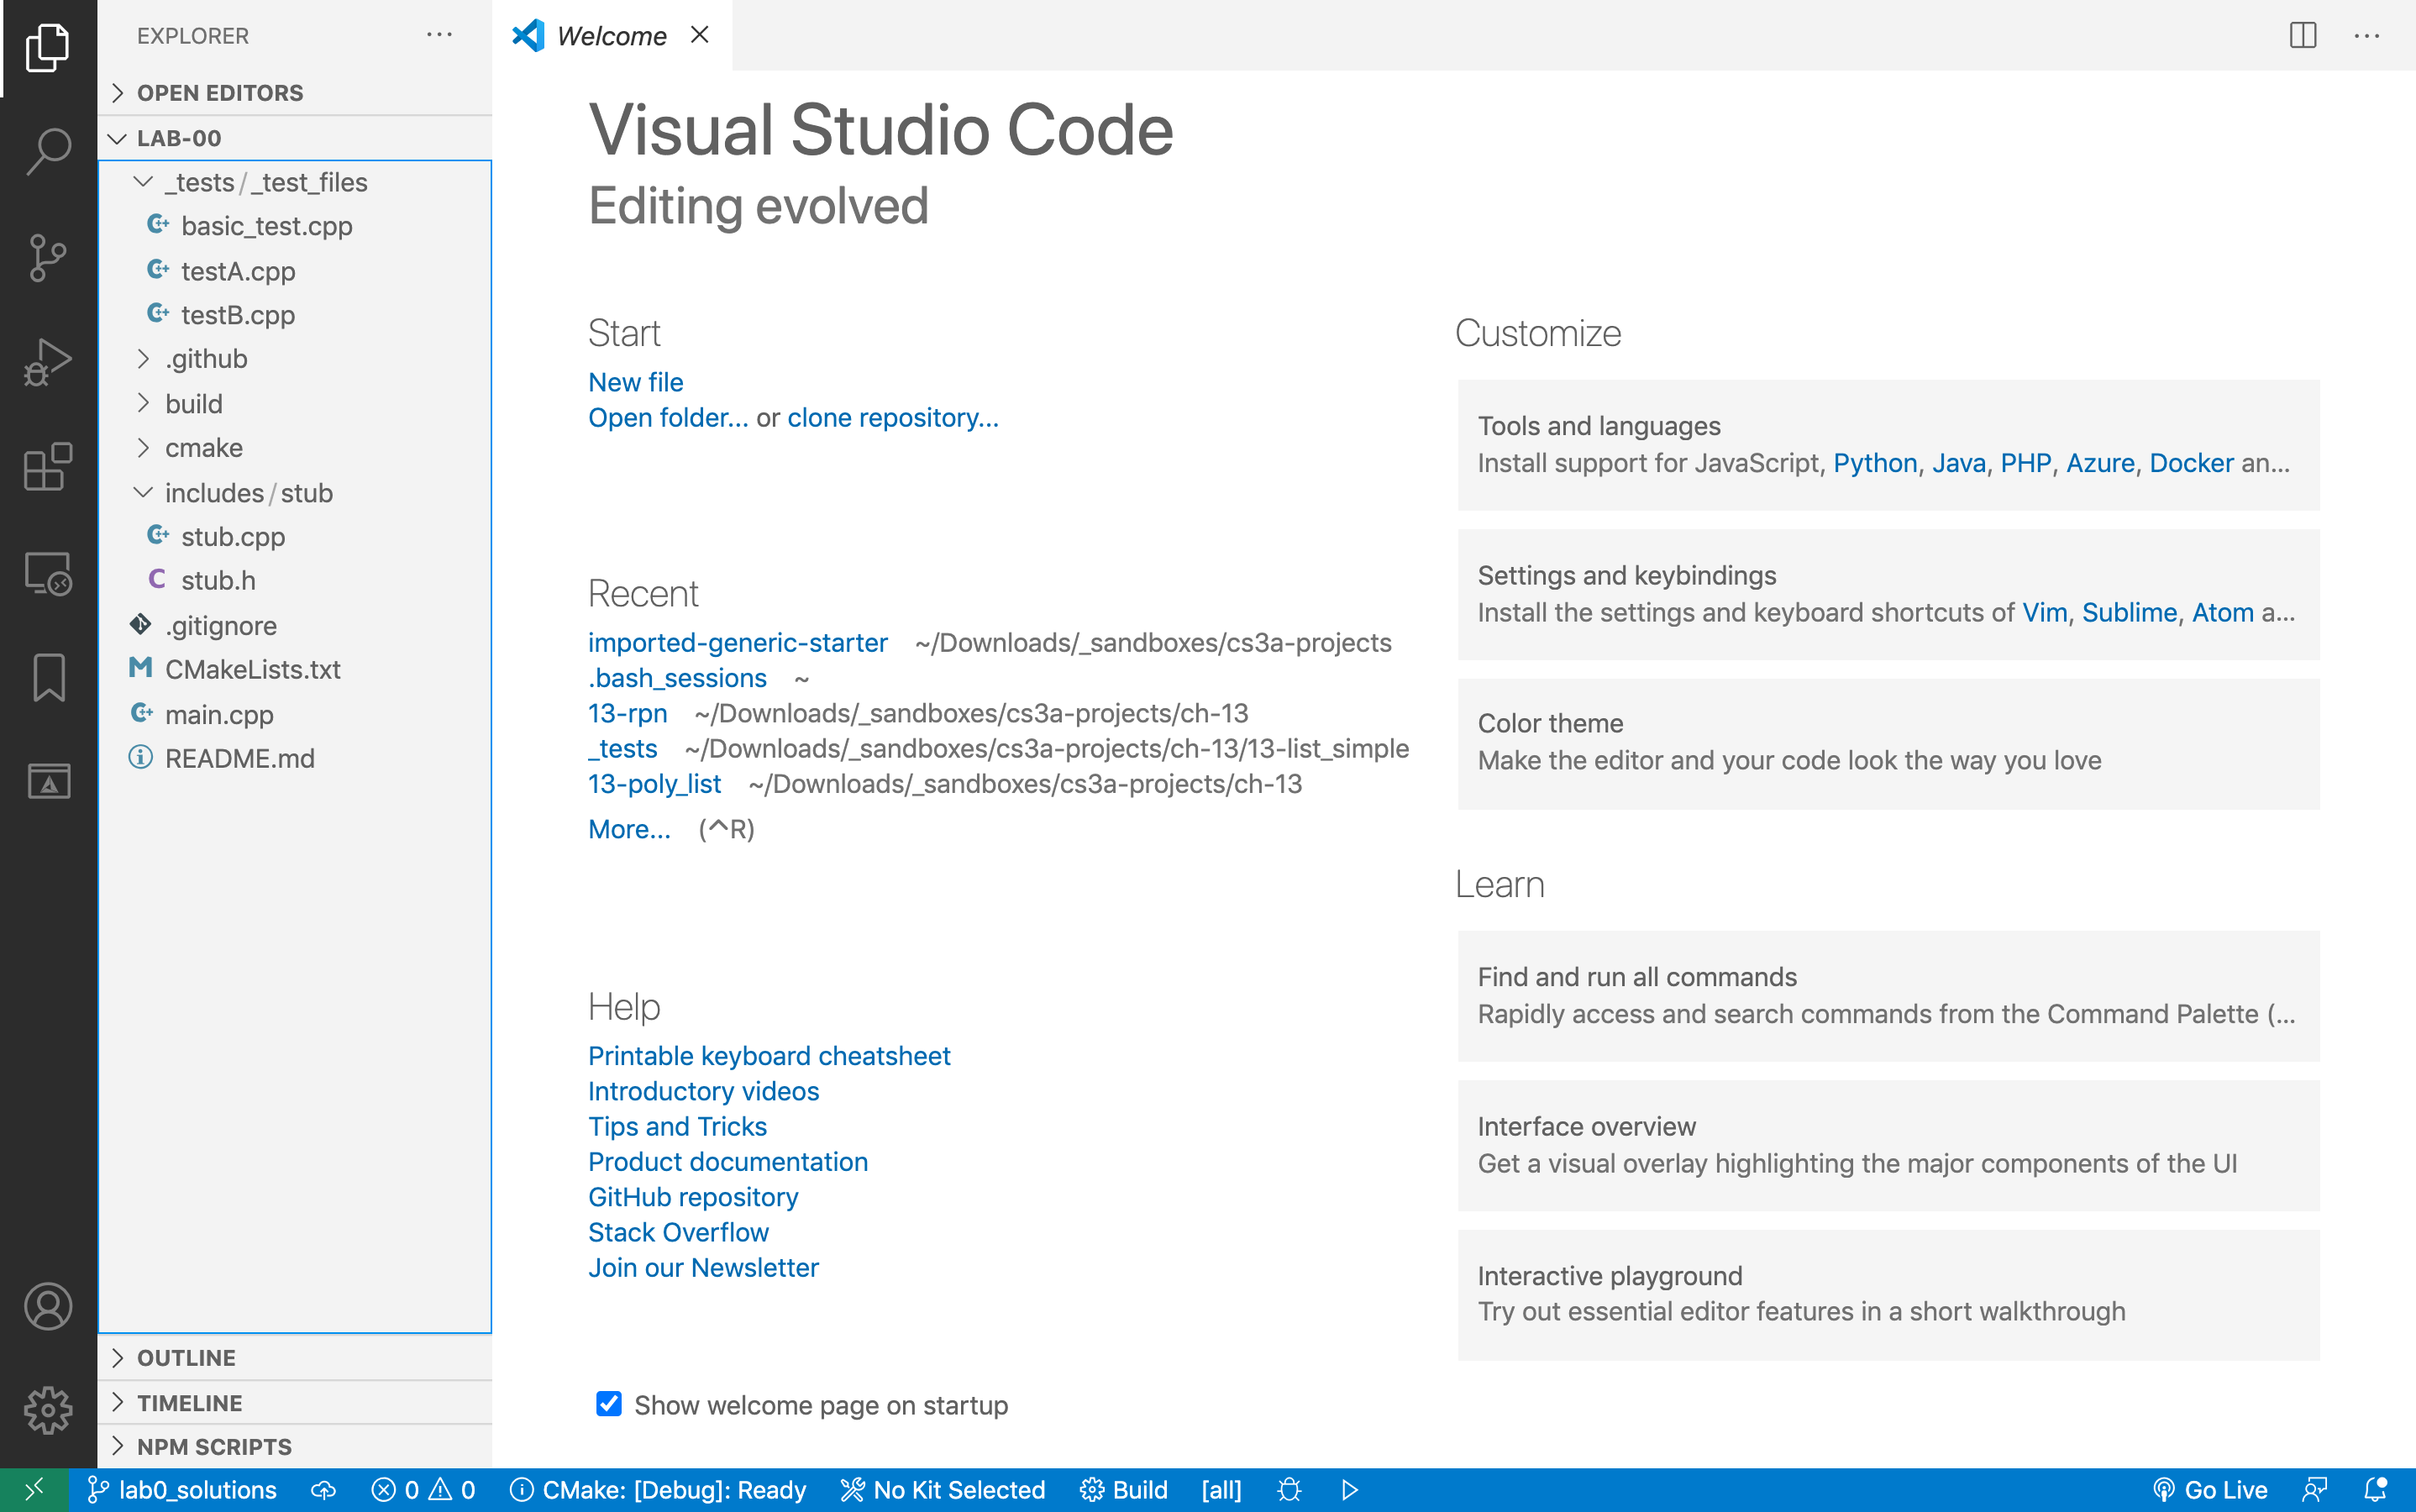 EXPLORER
OPEN EDITORS
LAB-00
_tests/_test_files
basic_test.cpp
testA.cpp
testB.cpp
.github
build
cmake
includes/stub
stub.cpp
stub.h
.gitignore
CMakeLists.txt
main.cpp
README.md
OUTLINE
TIMELINE
NPM SCRIPTS
Welcome
Visual Studio Code
Editing evolved
Start
New file
Open folder... or clone repository...
Recent
imported-generic-starter ~/Downloads/_sandboxes/cs3a-projects
.bash_sessions ~
13-rpn ~/Downloads/_sandboxes/cs3a-projects/ch-13
_tests ~/Downloads/_sandboxes/cs3a-projects/ch-13/13-list_simple
13-poly_list ~/Downloads/_sandboxes/cs3a-projects/ch-13
More... (^R)
Help
Printable keyboard cheatsheet
Introductory videos
Tips and Tricks
Product documentation
GitHub repository
Stack Overflow
Join our Newsletter
Show welcome page on startup
Customize
Tools and languages
Install support for JavaScript, Python, Java, PHP, Azure, Docker an...
Settings and keybindings
Install the settings and keyboard shortcuts of Vim, Sublime, Atom a...
Color theme
Make the editor and your code look the way you love
Learn
Find and run all commands
Rapidly access and search commands from the Command Palette (...
Interface overview
Get a visual overlay highlighting the major components of the UI
Interactive playground
Try out essential editor features in a short walkthrough
lab0_solutions 0 0 CMake: [Debug]: Ready No Kit Selected Build [all] Go Live